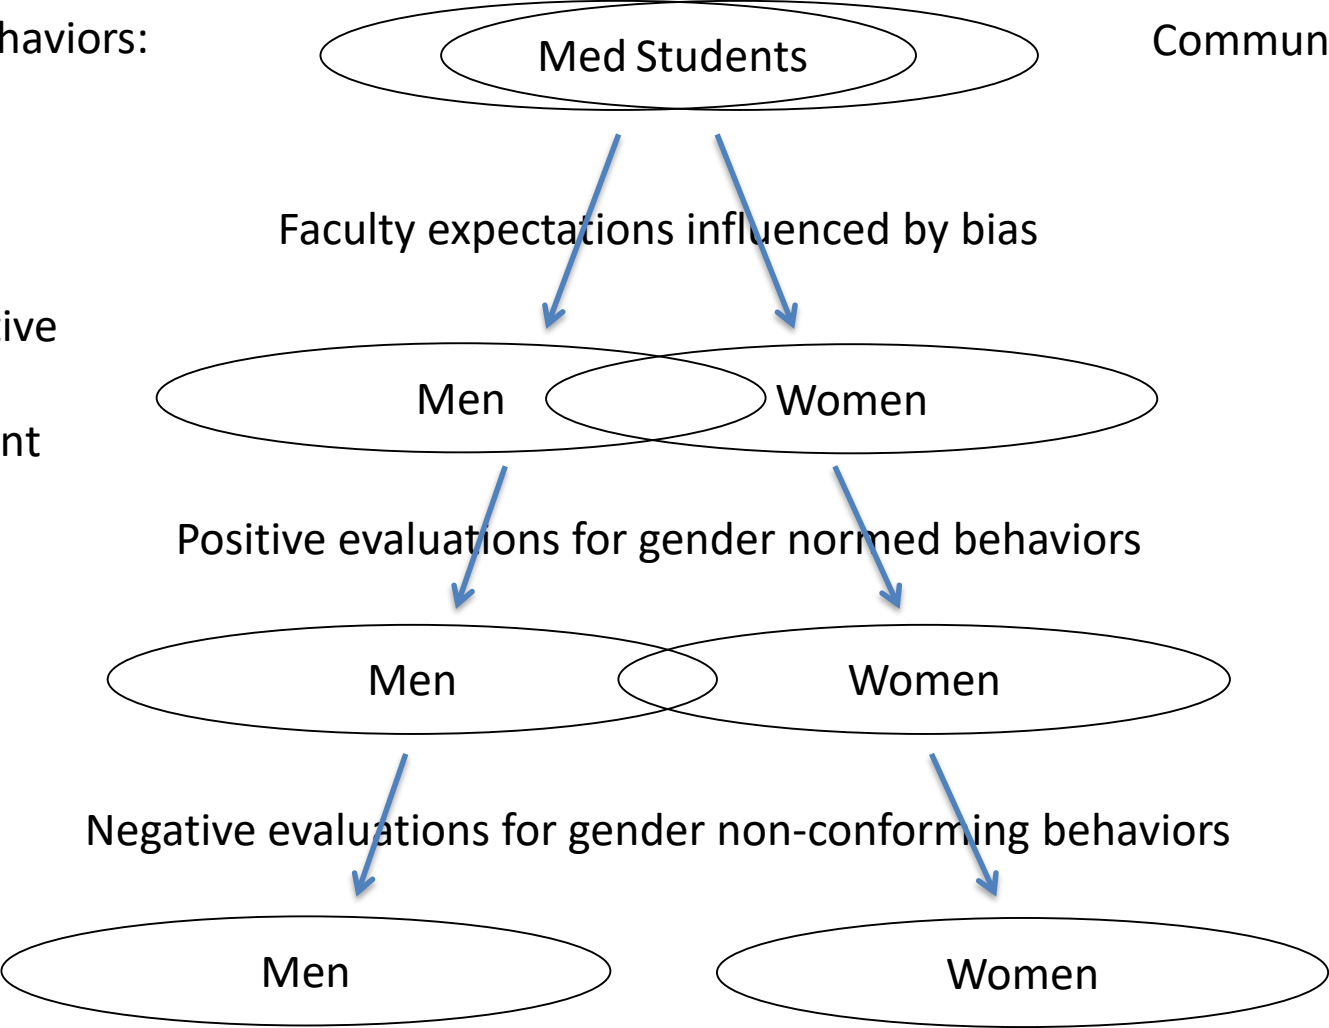 haviors:
Med Students
Commun
Faculty expectations influenced by bias
tive
Men
Women
nt
Positive evaluations for gender normed behaviors
Men
Women
Negative evaluations for gender non-conforming behaviors
Men
Women